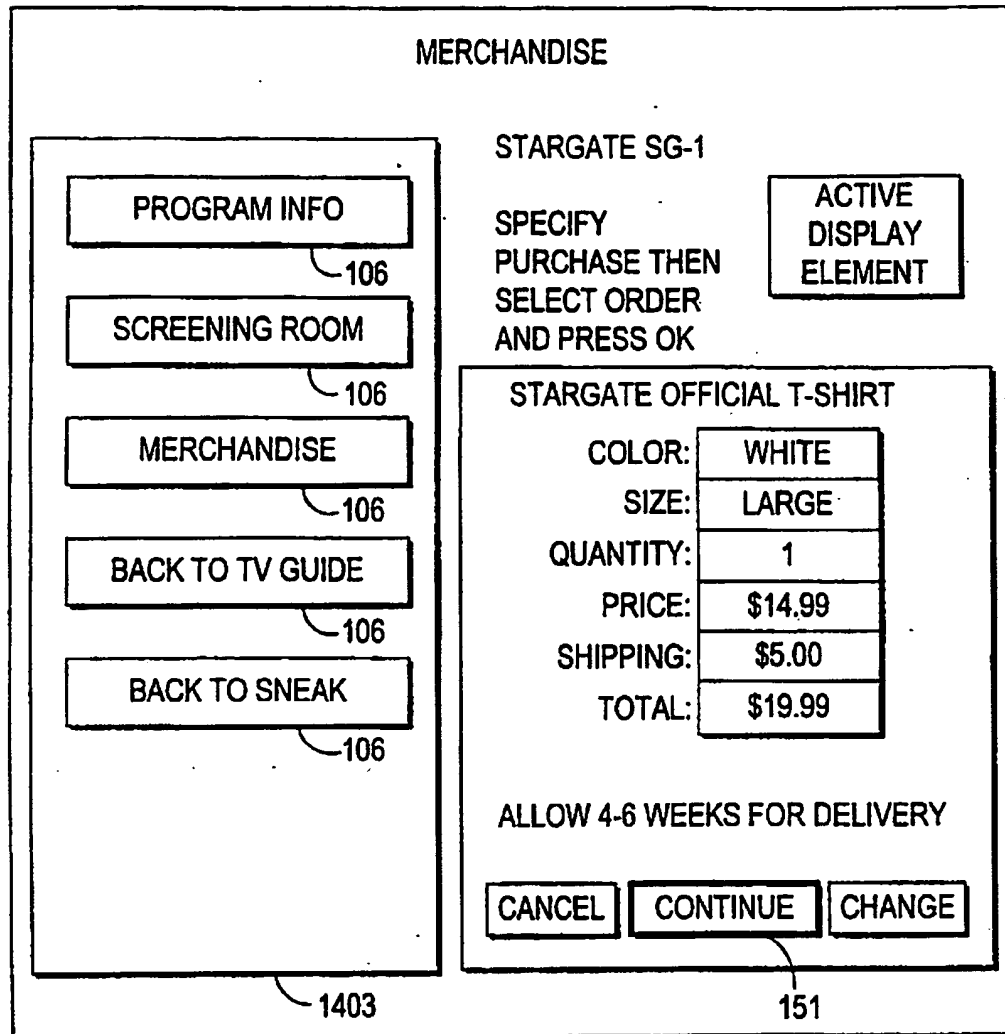 MERCHANDISE
PROGRAM INFO
106
SCREENING ROOM
106
MERCHANDISE
106
BACK TO TV GUIDE
106
BACK TO SNEAK
106
1403
STARGATE SG-1
SPECIFY
PURCHASE THEN
SELECT ORDER
AND PRESS OK
ACTIVE
DISPLAY
ELEMENT
STARGATE OFFICIAL T-SHIRT
COLOR: WHITE
SIZE: LARGE
QUANTITY: 1
PRICE: $14.99
SHIPPING: $5.00
TOTAL: $19.99
ALLOW 4-6 WEEKS FOR DELIVERY
CANCEL CONTINUE CHANGE
151